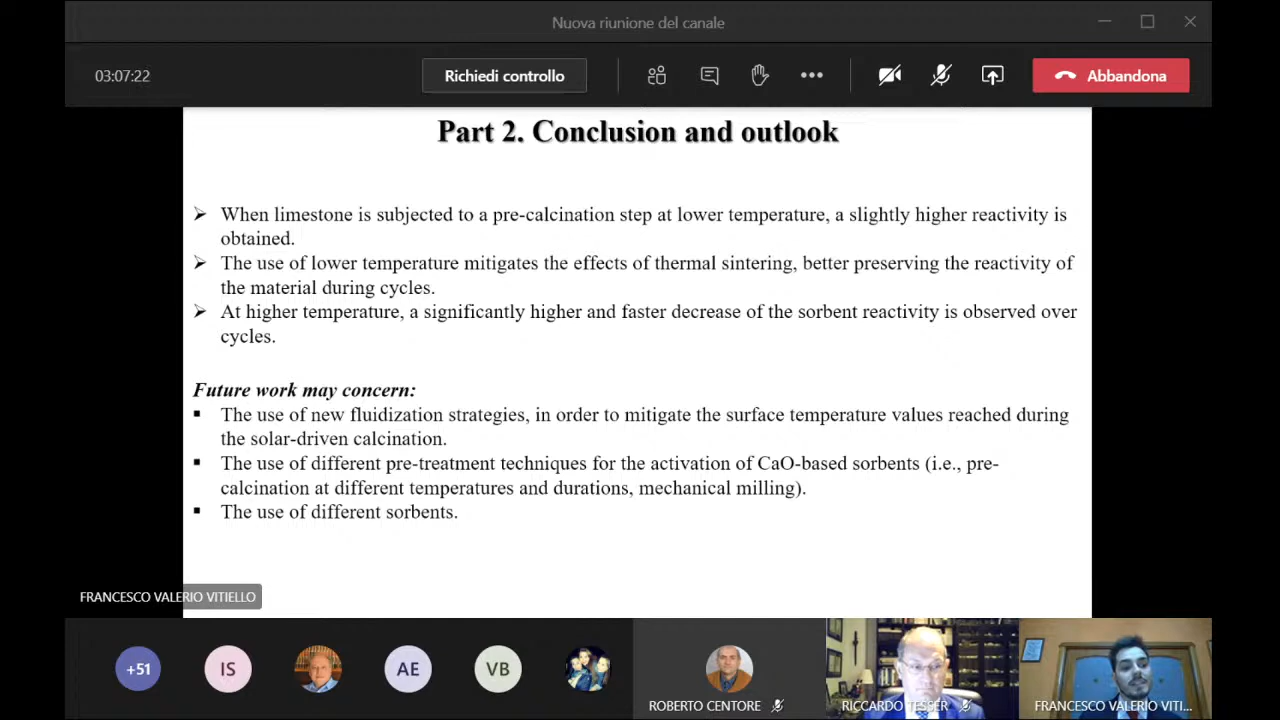 Nuova riunione del canale
03:07:22
Richiedi controllo
Abbandona
Part 2. Conclusion and outlook
When limestone is subjected to a pre-calcination step at lower temperature, a slightly higher reactivity is
obtained.
The use of lower temperature mitigates the effects of thermal sintering, better preserving the reactivity of
the material during cycles.
At higher temperature, a significantly higher and faster decrease of the sorbent reactivity is observed over
cycles.
Future work may concern:
The use of new fluidization strategies, in order to mitigate the surface temperature values reached during
the solar-driven calcination.
The use of different pre-treatment techniques for the activation of CaO-based sorbents (i.e., pre-
calcination at different temperatures and durations, mechanical milling).
The use of different sorbents.
FRANCESCO VALERIO VITIELLO
+51
IS
AE
VB
ROBERTO CENTORE
RICCARDO TESSER
FRANCESCO VALERIO VITI...